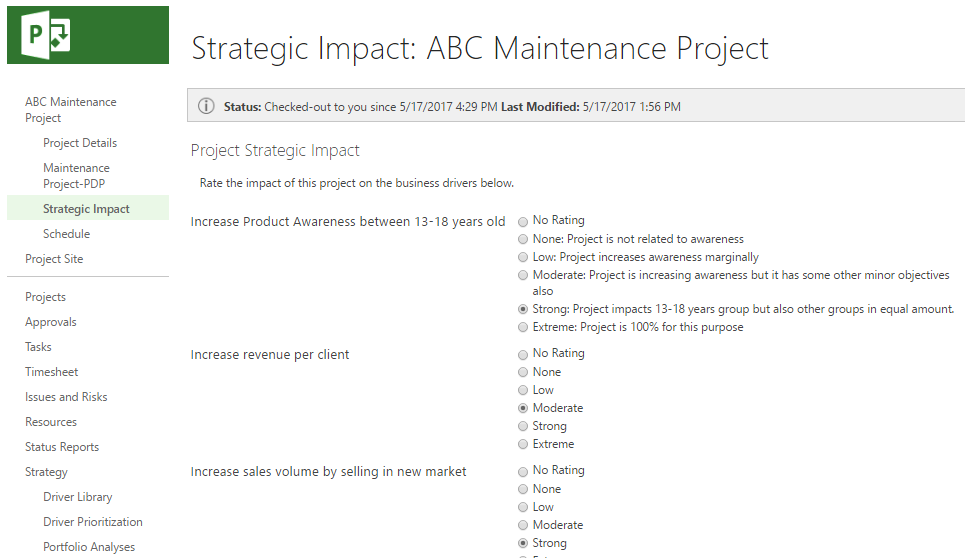 P
Strategic Impact: ABC Maintenance Project
Status: Checked-out to you since 5/17/2017 4:29 PM Last Modified: 5/17/2017 1:56 PM
ABC Maintenance
Project
Project Details
Maintenance
Project-PDP
Strategic Impact
Schedule
Project Site
Projects
Approvals
Tasks
Timesheet
Issues and Risks
Resources
Status Reports
Strategy
Driver Library
Driver Prioritization
Portfolio Analyses
Project Strategic Impact
Rate the impact of this project on the business drivers below.
Increase Product Awareness between 13-18 years old
No Rating
None: Project is not related to awareness
Low: Project increases awareness marginally
Moderate: Project is increasing awareness but it has some other minor objectives
also
Strong: Project impacts 13-18 years group but also other groups in equal amount.
Extreme: Project is 100% for this purpose
Increase revenue per client
No Rating
None
Low
Moderate
Strong
Extreme
Increase sales volume by selling in new market
No Rating
None
Low
Moderate
Strong